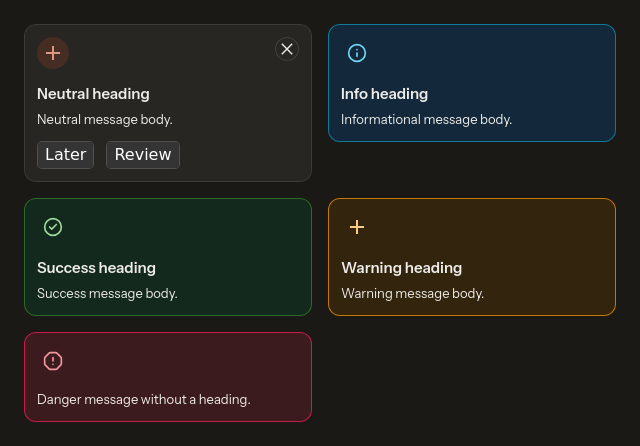 Neutral heading
Neutral message body.
Later Review
Info heading
Informational message body.
Success heading
Success message body.
Warning heading
Warning message body.
Danger message without a heading.